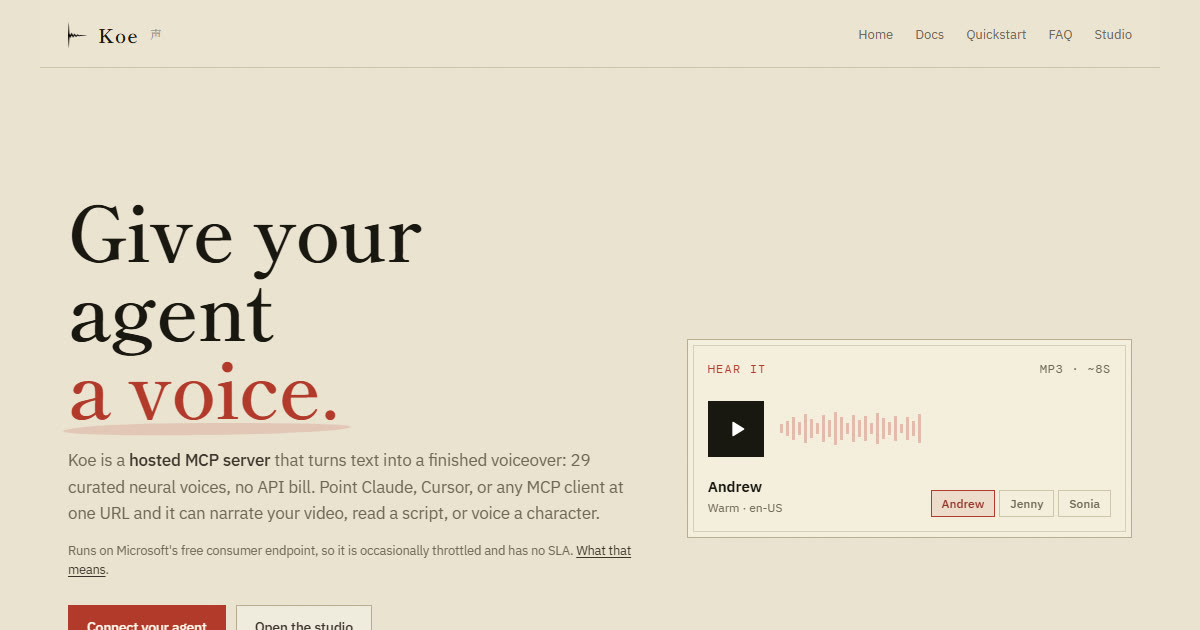 Koe 声
Home Docs Quickstart FAQ Studio
Give your
agent
a voice.
Koe is a hosted MCP server that turns text into a finished voiceover: 29
curated neural voices, no API bill. Point Claude, Cursor, or any MCP client at
one URL and it can narrate your video, read a script, or voice a character.
Runs on Microsoft's free consumer endpoint, so it is occasionally throttled and has no SLA. What that
means.
Connect your agent
Open the studio
HEAR IT
MP3 · ~8S
Andrew
Warm · en-US
Andrew Jenny Sonia